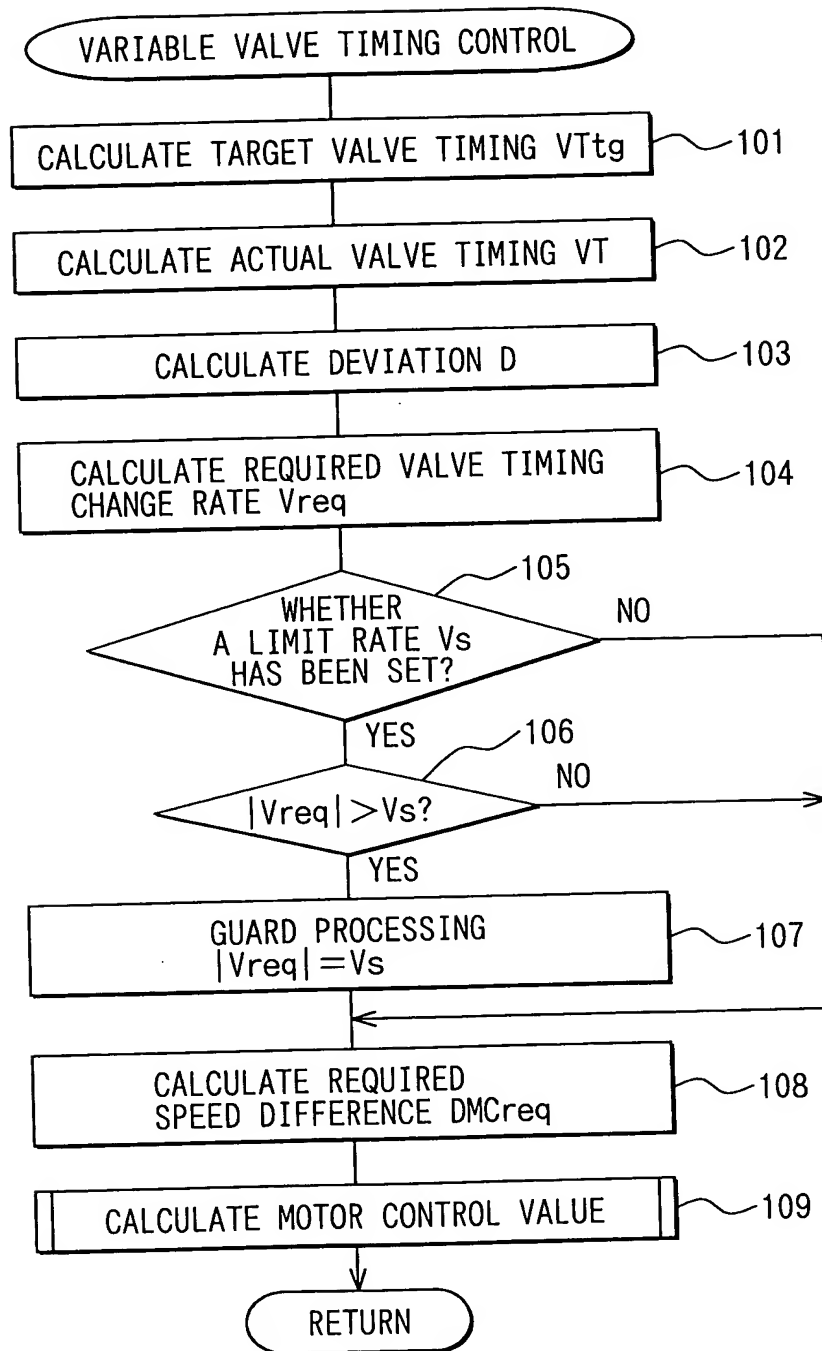 VARIABLE VALVE TIMING CONTROL
CALCULATE TARGET VALVE TIMING VTtg
101
CALCULATE ACTUAL VALVE TIMING VT
102
CALCULATE DEVIATION D
103
CALCULATE REQUIRED VALVE TIMING
CHANGE RATE Vreq
104
105
WHETHER
A LIMIT RATE Vs
HAS BEEN SET?
NO
YES
106
|Vreq|>Vs?
NO
YES
GUARD PROCESSING
|Vreq|=Vs
107
CALCULATE REQUIRED
SPEED DIFFERENCE DMCreq
108
CALCULATE MOTOR CONTROL VALUE
109
RETURN